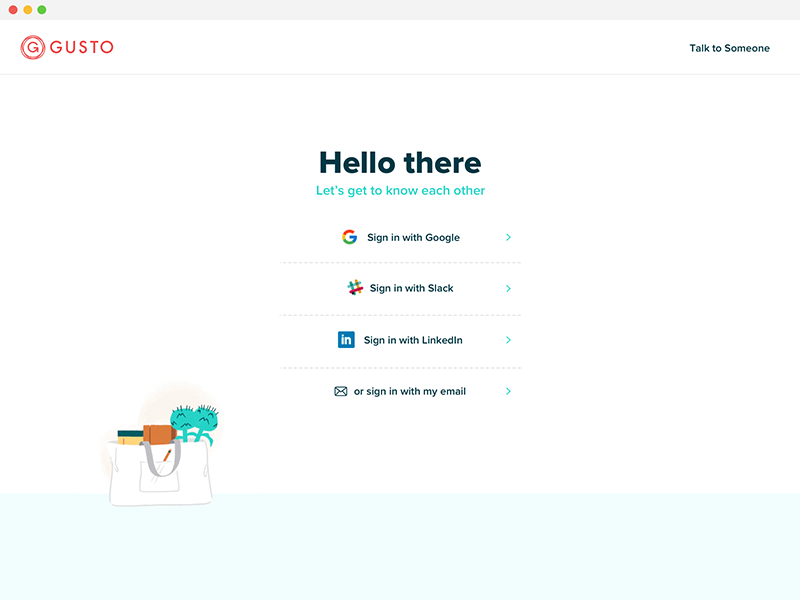 GUSTO
Talk to Someone
Hello there
Let's get to know each other
Sign in with Google
Sign in with Slack
in Sign in with LinkedIn
or sign in with my email